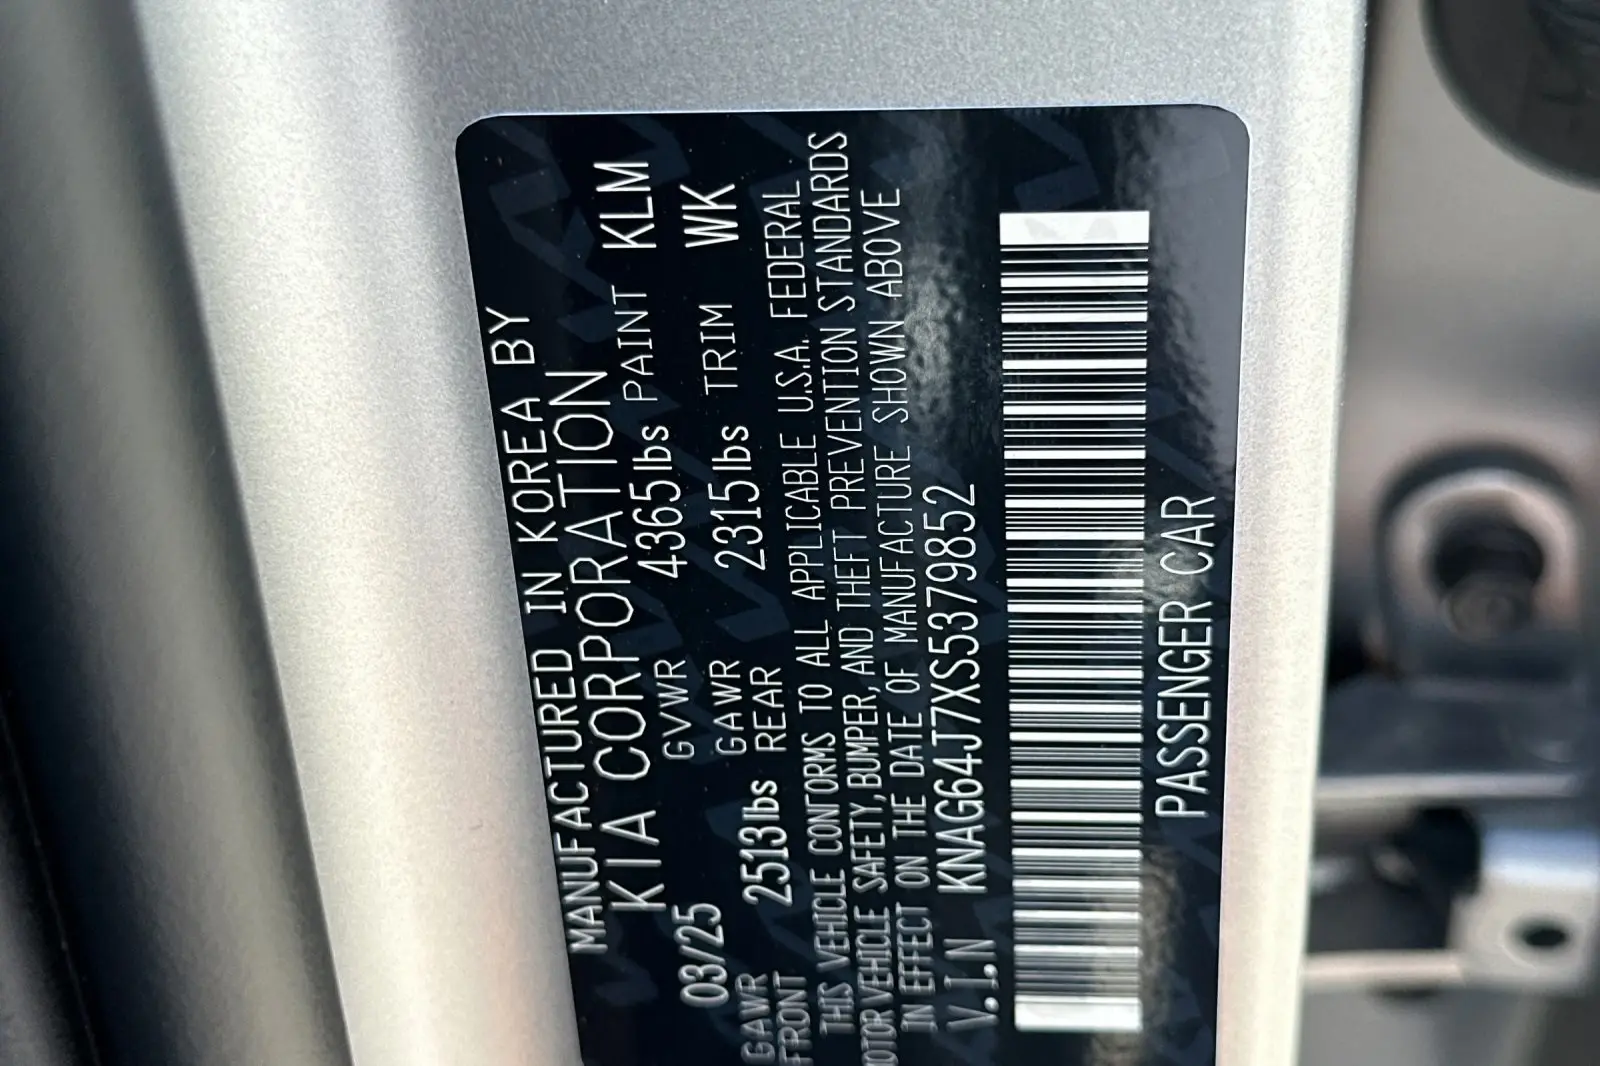 MANUFACTURED IN KOREA BY
KIA CORPORATION
03/25 GVWR 4365lbs PAINT KLM
GAWR FRONT 2513lbs GAWR REAR 2315lbs TRIM WK
THIS VEHICLE CONTORMS TO ALL APPLICABLE U.S.A. FEDERAL
MOTOR VEHICLE SAFETY,BUMPER, AND THEFT PREVENTION STANDARDS
IN EFFECT ON THE DATE OF MANUFACTURE SHOWN ABOVE
V.I.N KNAG64J7XS5379852
PASSENGER CAR